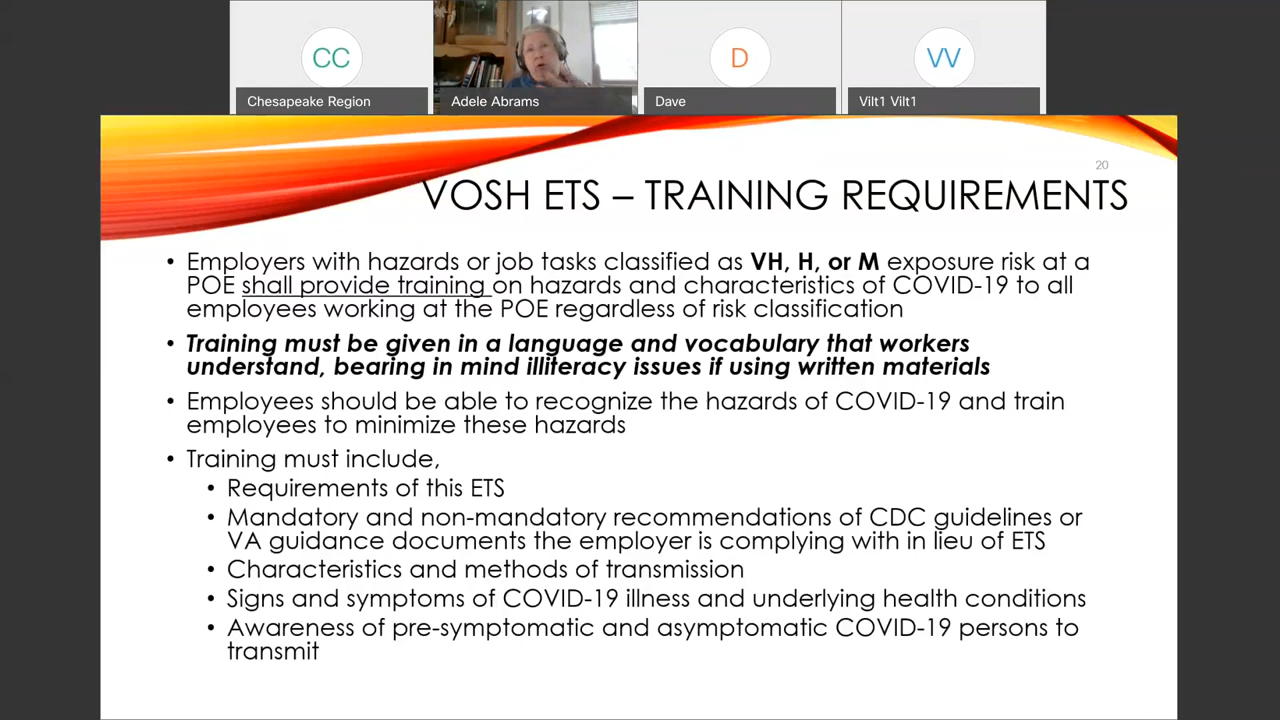 CC
D
VV
Chesapeake Region
Adele Abrams
Dave
Vilt1 Vilt1
20
VOSH ETS – TRAINING REQUIREMENTS
• Employers with hazards or job tasks classified as VH, H, or M exposure risk at a
POE shall provide training on hazards and characteristics of COVID-19 to all
employees working at the POE regardless of risk classification
• Training must be given in a language and vocabulary that workers
understand, bearing in mind illiteracy issues if using written materials
• Employees should be able to recognize the hazards of COVID-19 and train
employees to minimize these hazards
• Training must include,
• Requirements of this ETS
• Mandatory and non-mandatory recommendations of CDC guidelines or
VA guidance documents the employer is complying with in lieu of ETS
• Characteristics and methods of transmission
• Signs and symptoms of COVID-19 illness and underlying health conditions
• Awareness of pre-symptomatic and asymptomatic COVID-19 persons to
transmit